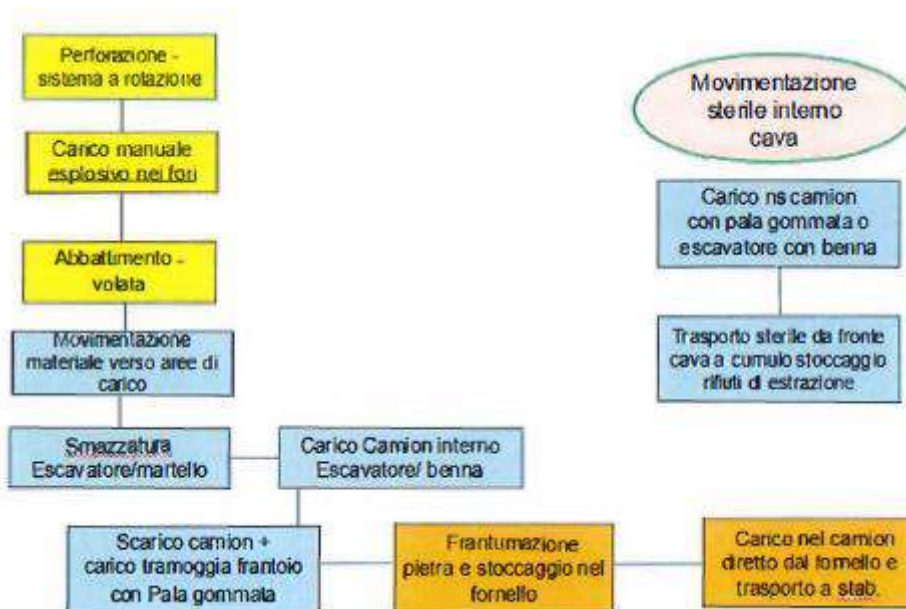 Perforazione -
sistema a rotazione
Carico manuale
esplosivo nei fori
Abbattimento -
volata
Movimentazione
materiale verso aree di
carico
Smazzatura
Escavatore/martello
Carico Camion interno
Escavatore/ benna
Scarico camion +
carico tramoggia frantoio
con Pala gommata
Frantumazione
pietra e stoccaggio nel
fornello
Carico nel camion
diretto dal fornello e
trasporto a stab.
Movimentazione
sterile interno
cava
Carico ns camion
con pala gommata o
escavatore con benna
Trasporto sterile da fronte
cava a cumulo stoccaggio
rifiuti di estrazione